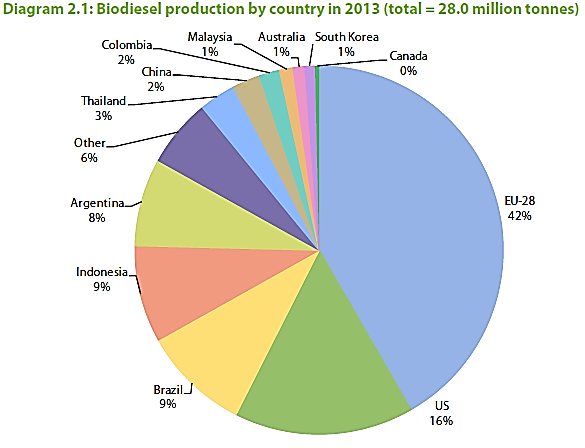 Diagram 2.1: Biodiesel production by country in 2013 (total = 28.0 million tonnes)
Malaysia
1%
Australia
1%
South Korea
1%
Canada
0%
Colombia
2%
China
2%
Thailand
3%
Other
6%
Argentina
8%
Indonesia
9%
Brazil
9%
US
16%
EU-28
42%